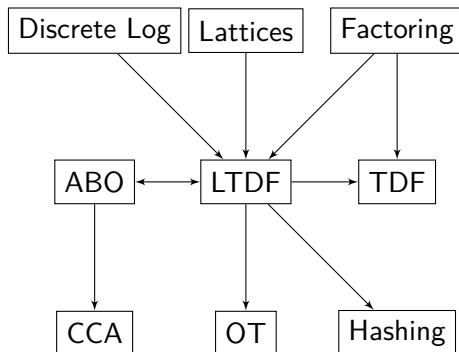 Discrete Log
Lattices
Factoring
ABO
LTDF
TDF
CCA
OT
Hashing